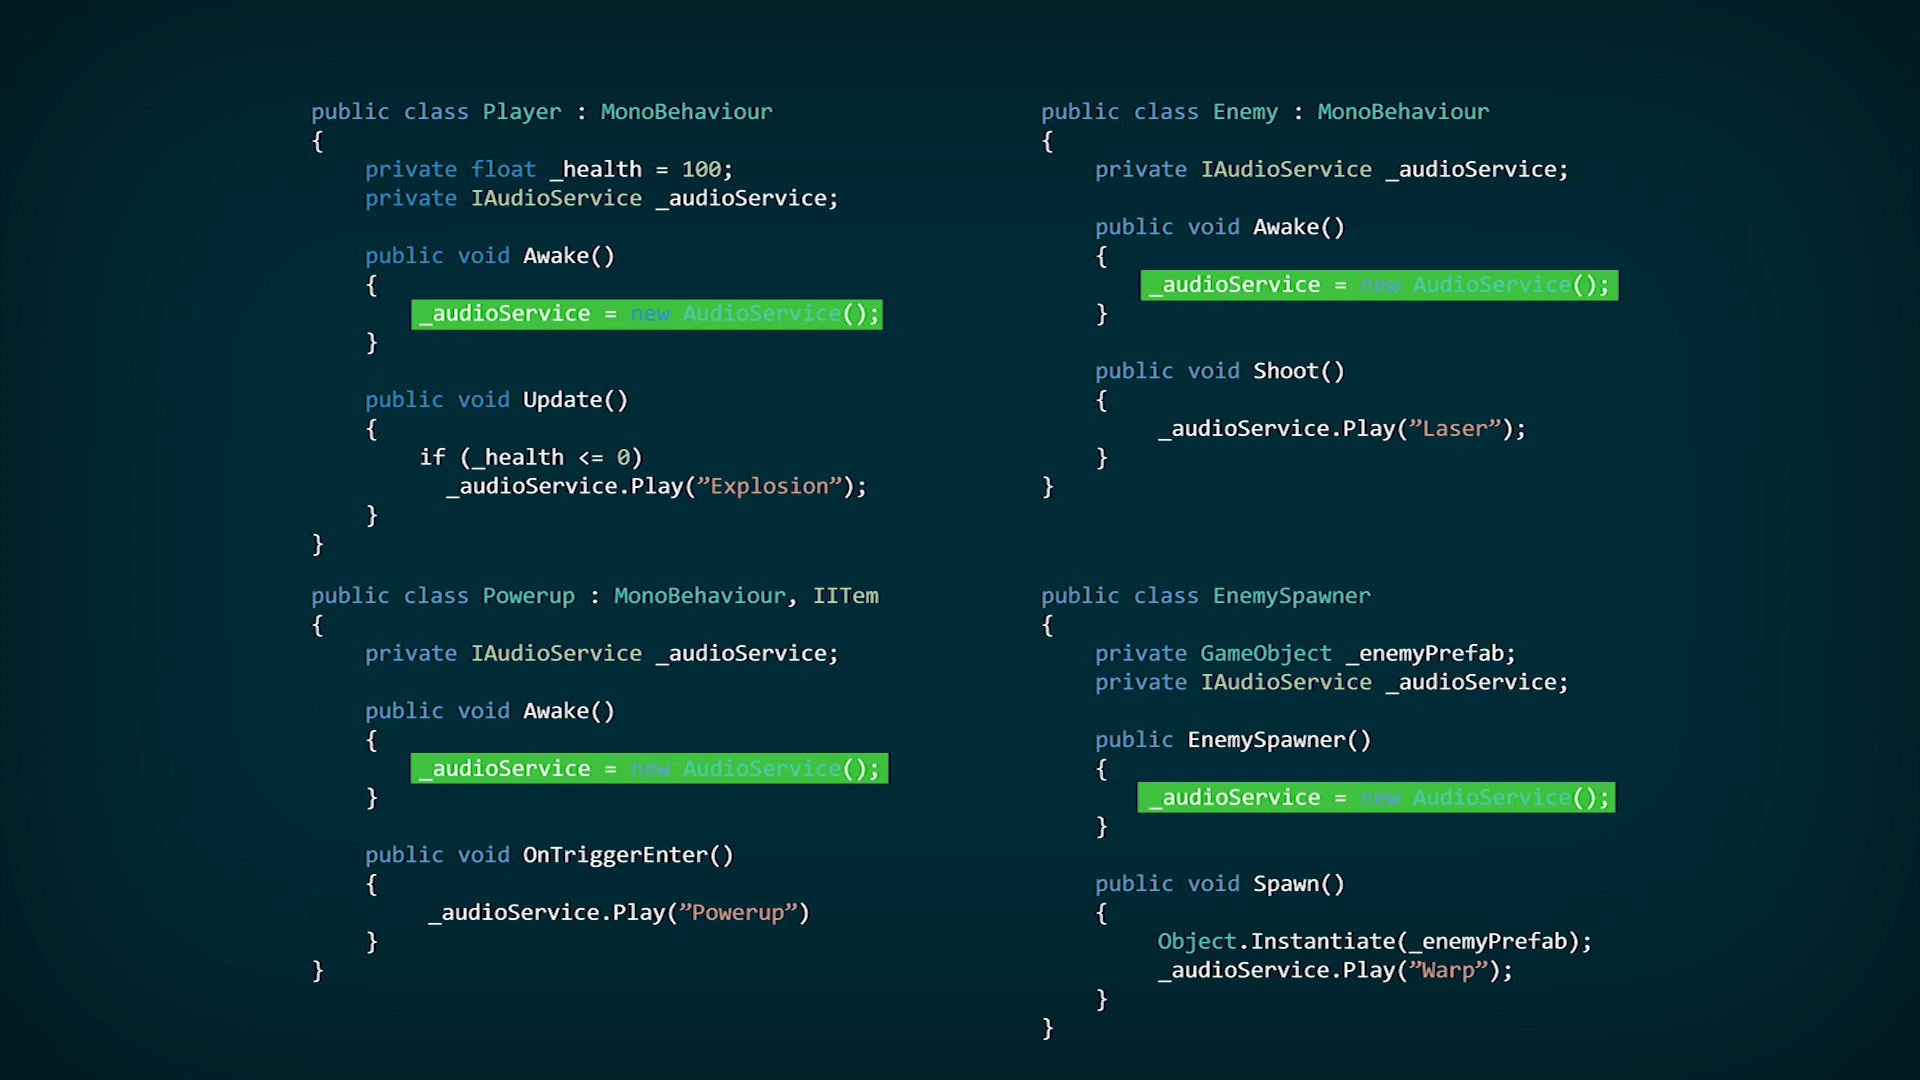 public class Player : MonoBehaviour
{
private float _health = 100;
private IAudioService _audioService;
public void Awake()
{
_audioService = new AudioService();
}
public void Update()
{
if (_health <= 0)
_audioService.Play(”Explosion”);
}
}
public class Enemy : MonoBehaviour
{
private IAudioService _audioService;
public void Awake()
{
_audioService = new AudioService();
}
public void Shoot()
{
_audioService.Play(”Laser”);
}
}
public class Powerup : MonoBehaviour, IITem
{
private IAudioService _audioService;
public void Awake()
{
_audioService = new AudioService();
}
public void OnTriggerEnter()
{
_audioService.Play(”Powerup”)
}
}
public class EnemySpawner
{
private GameObject _enemyPrefab;
private IAudioService _audioService;
public EnemySpawner()
{
_audioService = new AudioService();
}
public void Spawn()
{
Object.Instantiate(_enemyPrefab);
_audioService.Play(”Warp”);
}
}